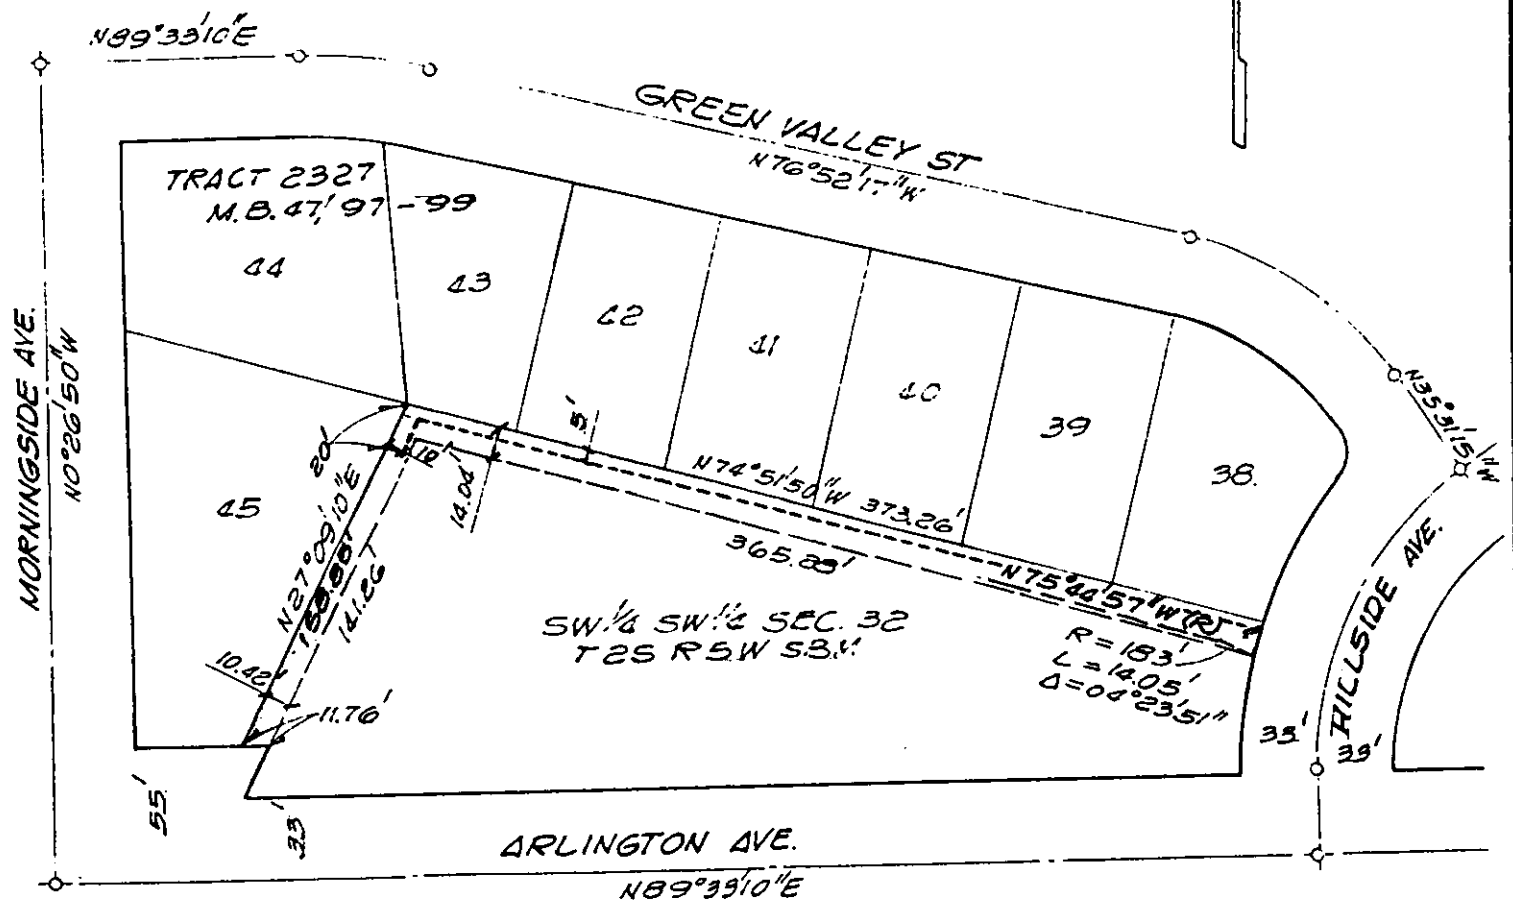 N89°33'10"E
GREEN VALLEY ST
N76°52'17"W
TRACT 2327
M.B. 47/97-99
44
43
42
41
40
39
38.
45
MORNINGSIDE AVE.
N0°26'50"W
N35°31'15"W
20'
10'
5'
14.04'
N74°51'50"W 373.26'
365.83'
N75°44'57"W (R)
N27°09'10"E
158.88'
141.26'
10.42'
11.76'
SW 1/4 SW 1/4 SEC. 32
T2S R5W S.B.M.
R=183'
L=14.05'
Δ=04°23'51"
33'
33'
HILLSIDE AVE.
55'
33'
ARLINGTON AVE.
N89°33'10"E